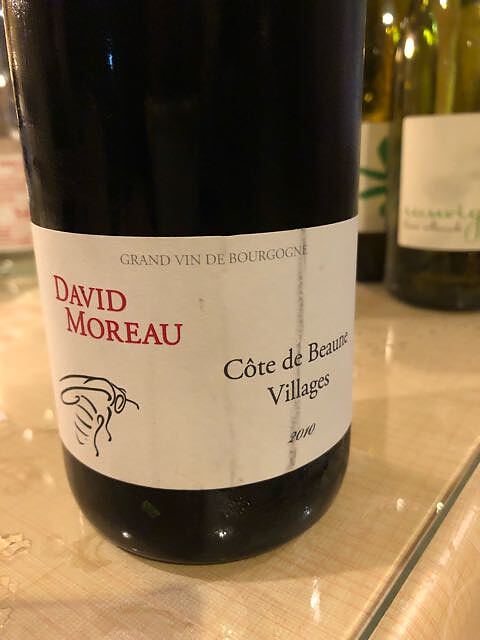 GRAND VIN DE BOURGOGNE
DAVID
MOREAU
Côte de Beaune
Villages
2010